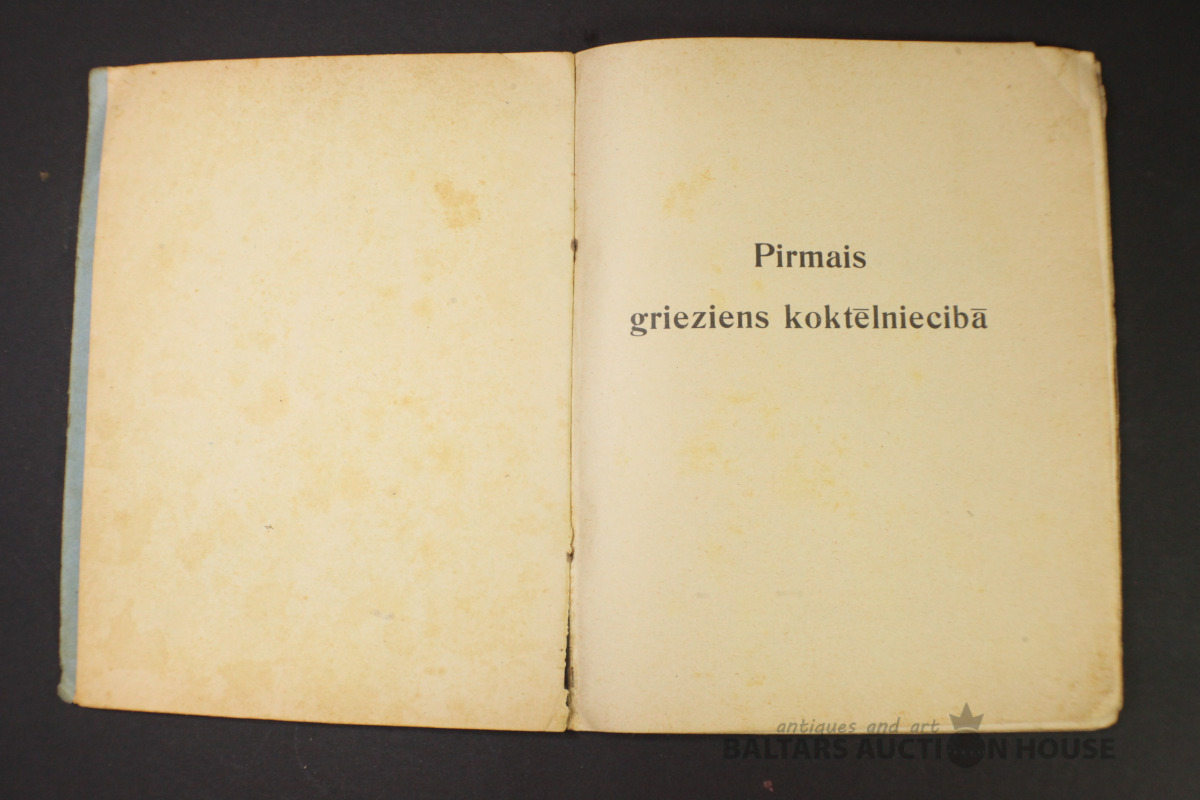 Pirmais
grieziens koktēlniecibā
antiques and art
BALTARS AUCTION HOUSE